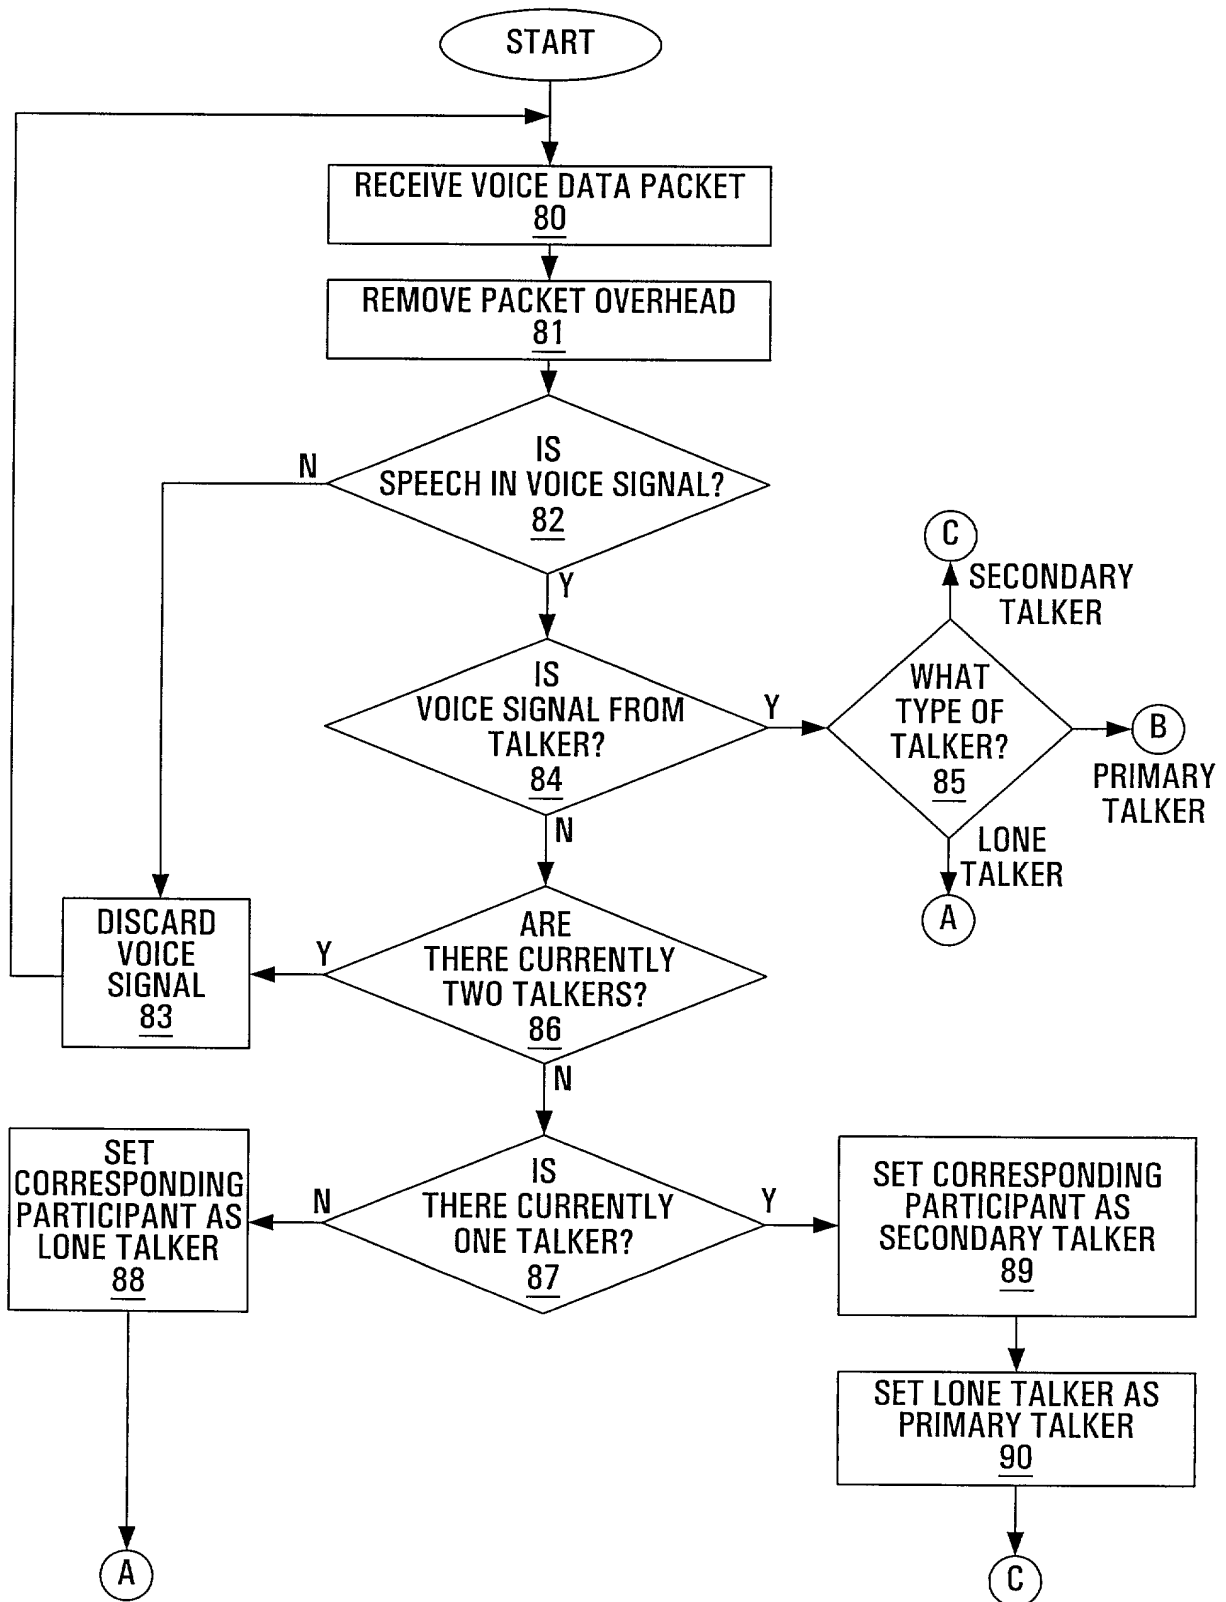 START
RECEIVE VOICE DATA PACKET
80
REMOVE PACKET OVERHEAD
81
IS
SPEECH IN VOICE SIGNAL?
82
N
Y
C
SECONDARY
TALKER
IS
VOICE SIGNAL FROM
TALKER?
84
Y
N
WHAT
TYPE OF
TALKER?
85
B
PRIMARY
TALKER
LONE
TALKER
A
DISCARD
VOICE
SIGNAL
83
Y
ARE
THERE CURRENTLY
TWO TALKERS?
86
N
SET
CORRESPONDING
PARTICIPANT AS
LONE TALKER
88
N
IS
THERE CURRENTLY
ONE TALKER?
87
Y
SET CORRESPONDING
PARTICIPANT AS
SECONDARY TALKER
89
SET LONE TALKER AS
PRIMARY TALKER
90
A
C